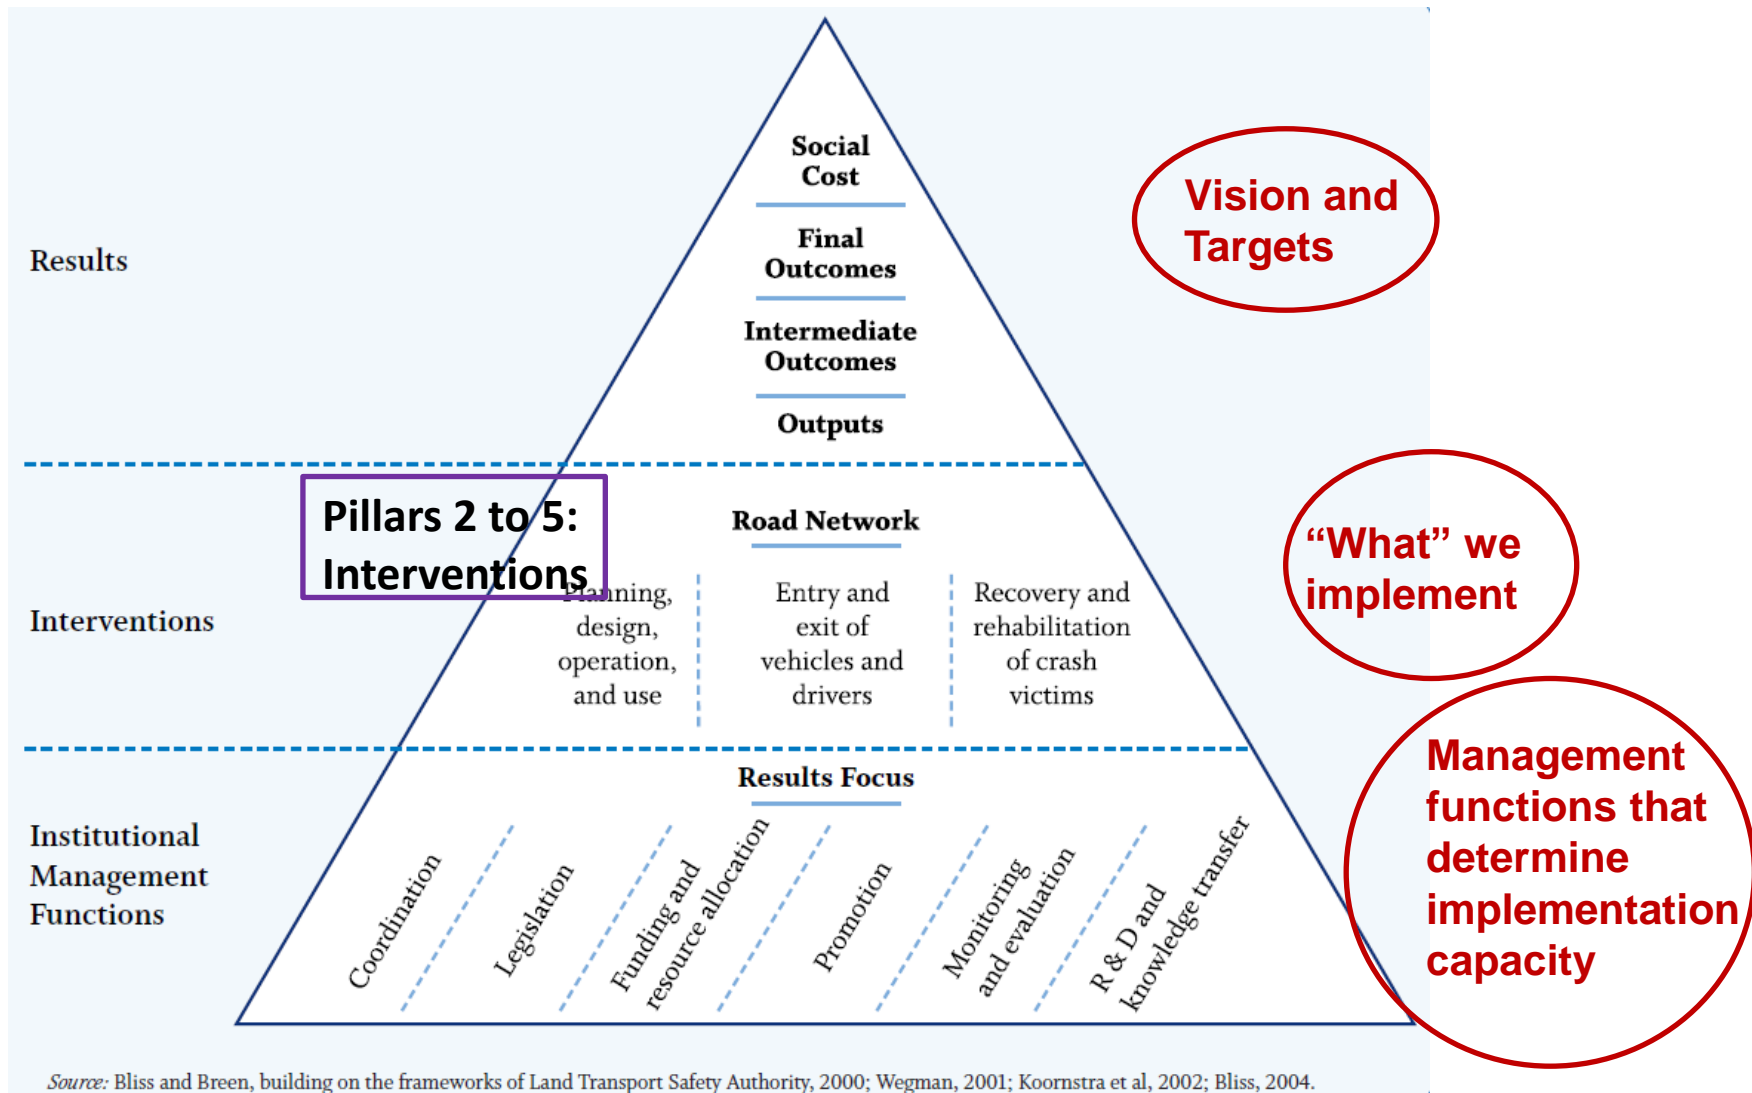 Social
Cost
Final
Outcomes
Intermediate
Outcomes
Outputs
Results
Vision and
Targets
Pillars 2 to 5:
Interventions
Road Network
Planning,
design,
operation,
and use
Entry and
exit of
vehicles and
drivers
Recovery and
rehabilitation
of crash
victims
Interventions
“What” we
implement
Results Focus
Institutional
Management
Functions
Coordination
Legislation
Funding and
resource allocation
Promotion
Monitoring
and evaluation
R & D and
knowledge transfer
Management
functions that
determine
implementation
capacity
Source: Bliss and Breen, building on the frameworks of Land Transport Safety Authority, 2000; Wegman, 2001; Koornstra et al, 2002; Bliss, 2004.